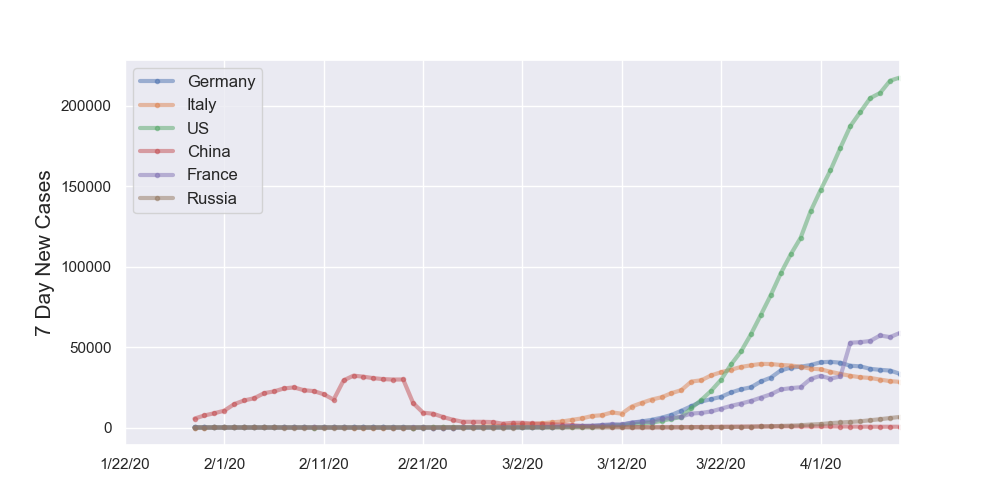 Germany
Italy
US
China
France
Russia
7 Day New Cases
200000
150000
100000
50000
0
1/22/20
2/1/20
2/11/20
2/21/20
3/2/20
3/12/20
3/22/20
4/1/20